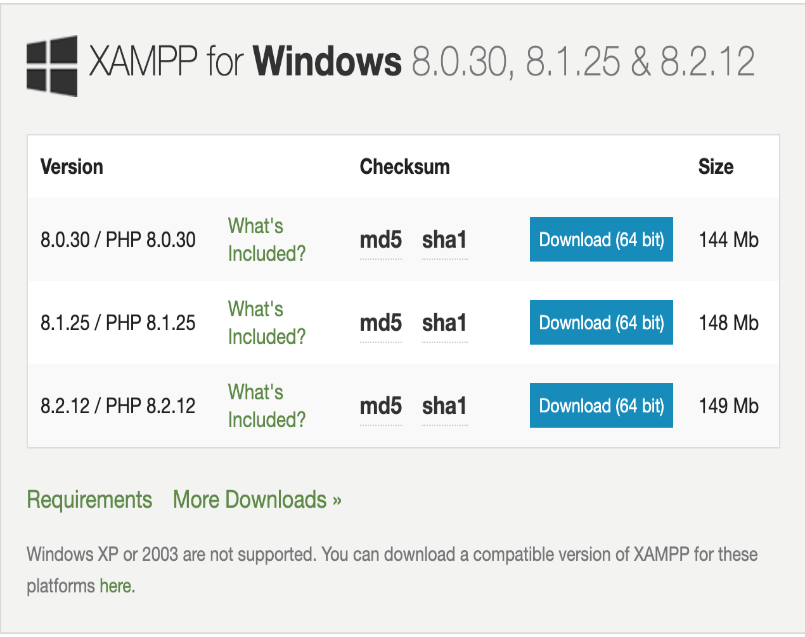 XAMPP for Windows 8.0.30, 8.1.25 & 8.2.12
Version Checksum Size
8.0.30 / PHP 8.0.30 What's Included? md5 sha1 Download (64 bit) 144 Mb
8.1.25 / PHP 8.1.25 What's Included? md5 sha1 Download (64 bit) 148 Mb
8.2.12 / PHP 8.2.12 What's Included? md5 sha1 Download (64 bit) 149 Mb
Requirements More Downloads »
Windows XP or 2003 are not supported. You can download a compatible version of XAMPP for these
platforms here.